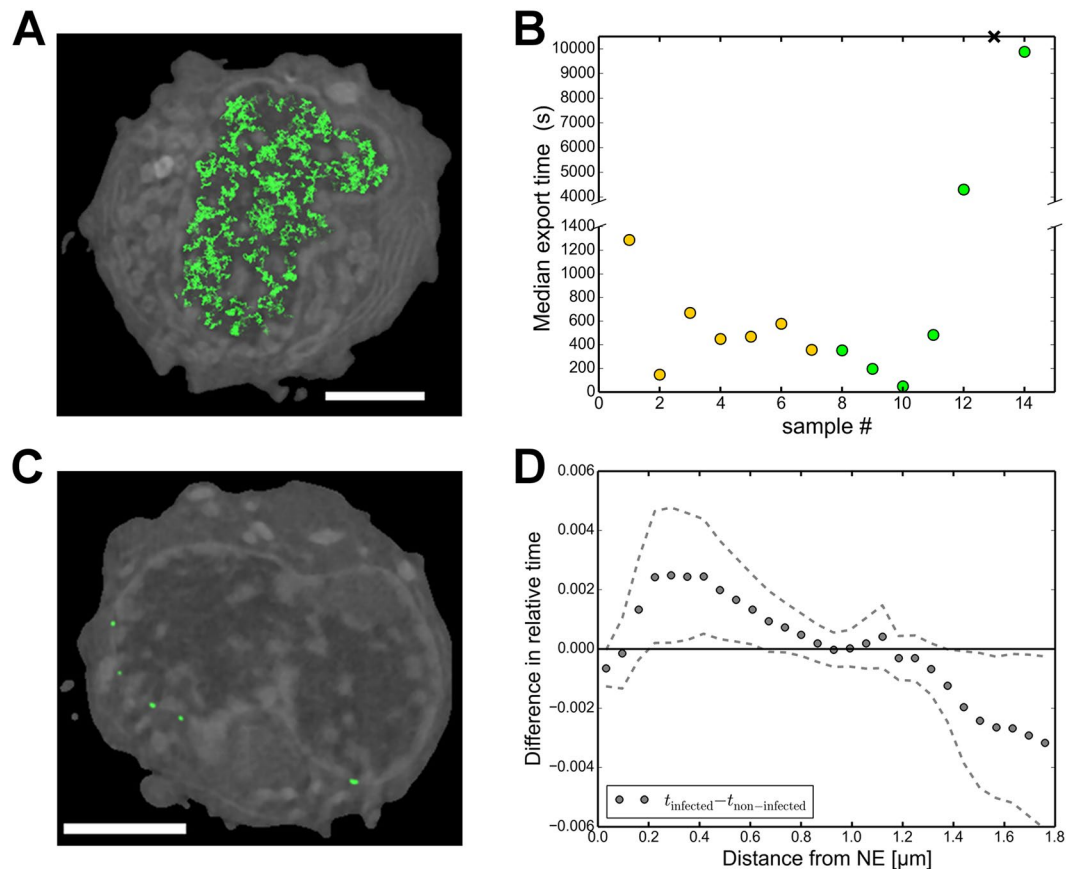 A
B
Median export time (s)
10000
9000
8000
7000
6000
5000
4000
1400
1200
1000
800
600
400
200
0
0 2 4 6 8 10 12 14
sample #
C
D
Difference in relative time
0.006
0.004
0.002
0.000
−0.002
−0.004
−0.006
t_infected − t_non−infected
0.0 0.2 0.4 0.6 0.8 1.0 1.2 1.4 1.6 1.8
Distance from NE [µm]